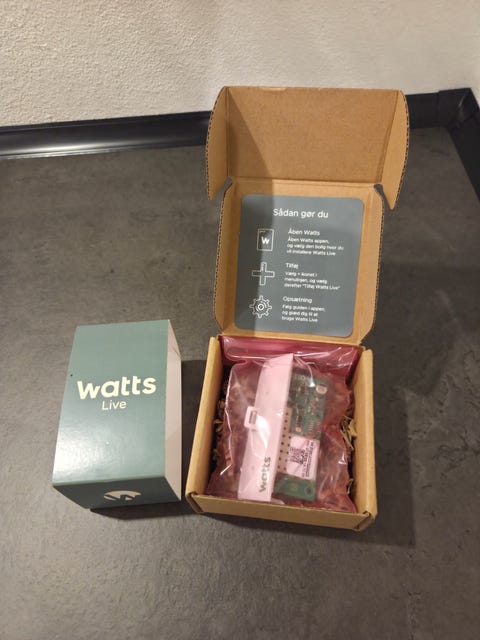 Sådan gør du
W
Åben Watts
Åben Watts appen,
og vælg den bolig hvor du
vil installere Watts Live
Tilføj
Vælg + ikonet i
menulinjen, og vælg
derefter "Tilføj Watts Live"
Opsætning
Følg guiden i appen,
og glæd dig til at
bruge Watts Live
watts
Live
watts